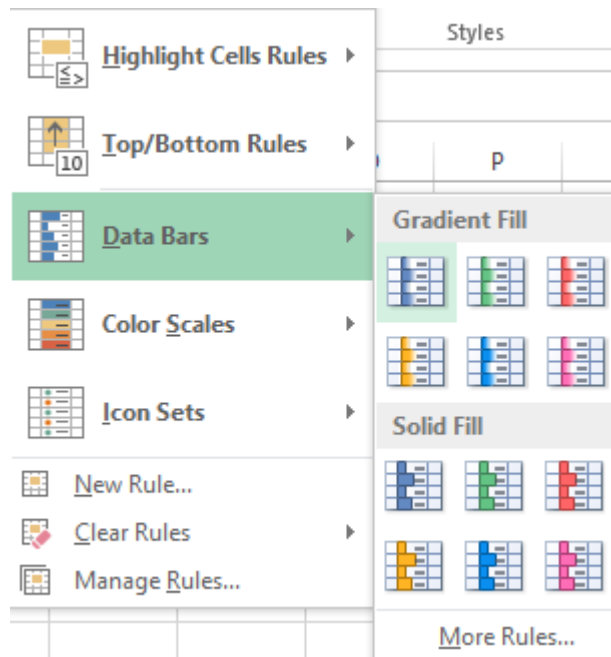 Styles
Highlight Cells Rules
Top/Bottom Rules
10
P
Data Bars
Color Scales
Icon Sets
New Rule...
Clear Rules
Manage Rules...
Gradient Fill
Solid Fill
More Rules...